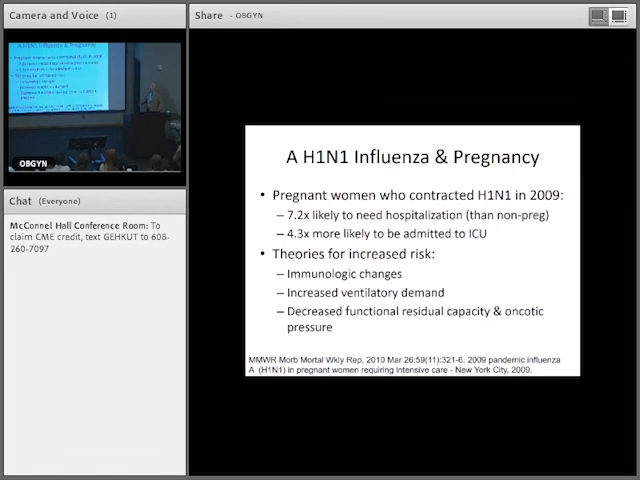 Camera and Voice (1)
A H1N1 Influenza & Pregnancy
OBGYN
Chat (Everyone)
McConnel Hall Conference Room: To
claim CME credit, text GEHKUT to 608-
260-7097
Share - OBGYN
A H1N1 Influenza & Pregnancy
• Pregnant women who contracted H1N1 in 2009:
– 7.2x likely to need hospitalization (than non-preg)
– 4.3x more likely to be admitted to ICU
• Theories for increased risk:
– Immunologic changes
– Increased ventilatory demand
– Decreased functional residual capacity & oncotic
pressure
MMWR Morb Mortal Wkly Rep. 2010 Mar 26;59(11):321-6. 2009 pandemic influenza
A (H1N1) in pregnant women requiring intensive care - New York City, 2009.